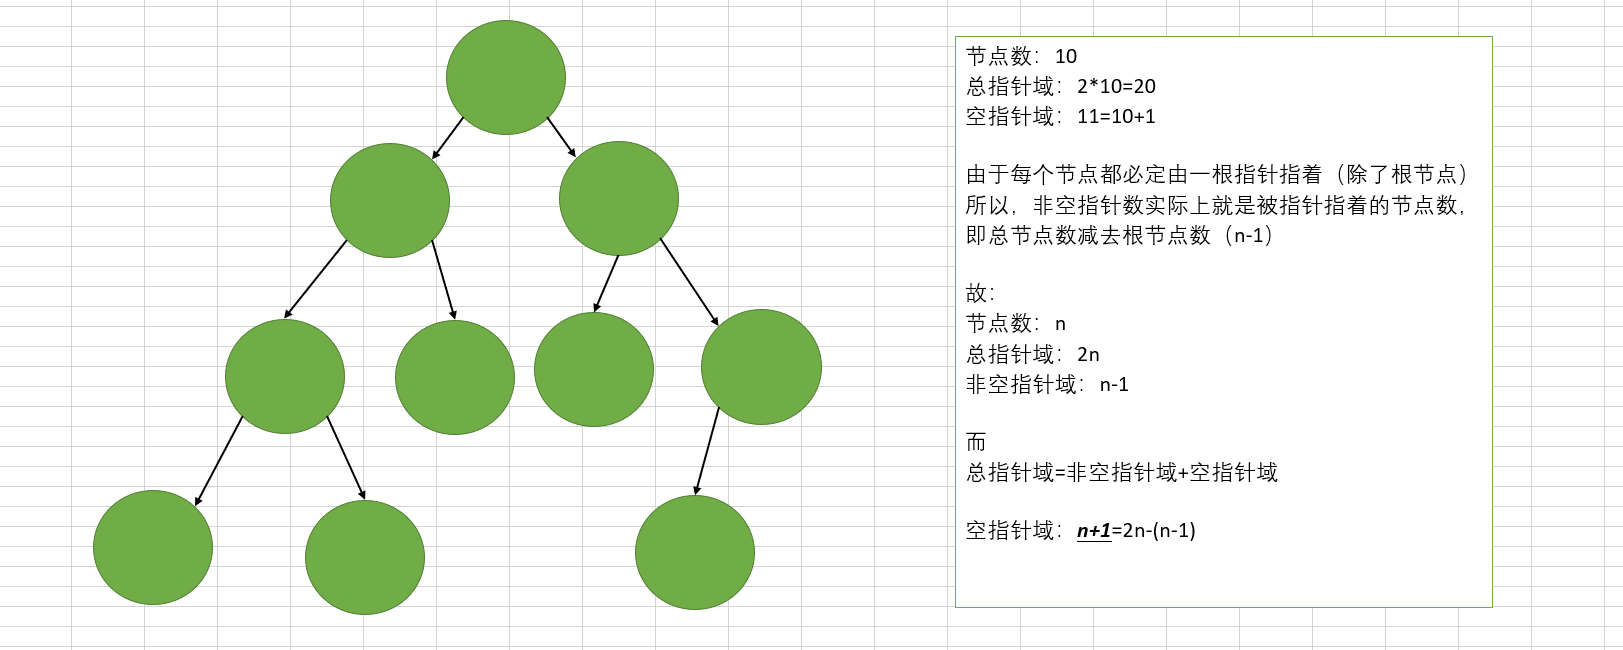 节点数：10
总指针域：2*10=20
空指针域：11=10+1
由于每个节点都必定由一根指针指着（除了根节点）
所以，非空指针数实际上就是被指针指着的节点数，
即总节点数减去根节点数（n-1）
故：
节点数：n
总指针域：2n
非空指针域：n-1
而
总指针域=非空指针域+空指针域
空指针域：n+1=2n-(n-1)